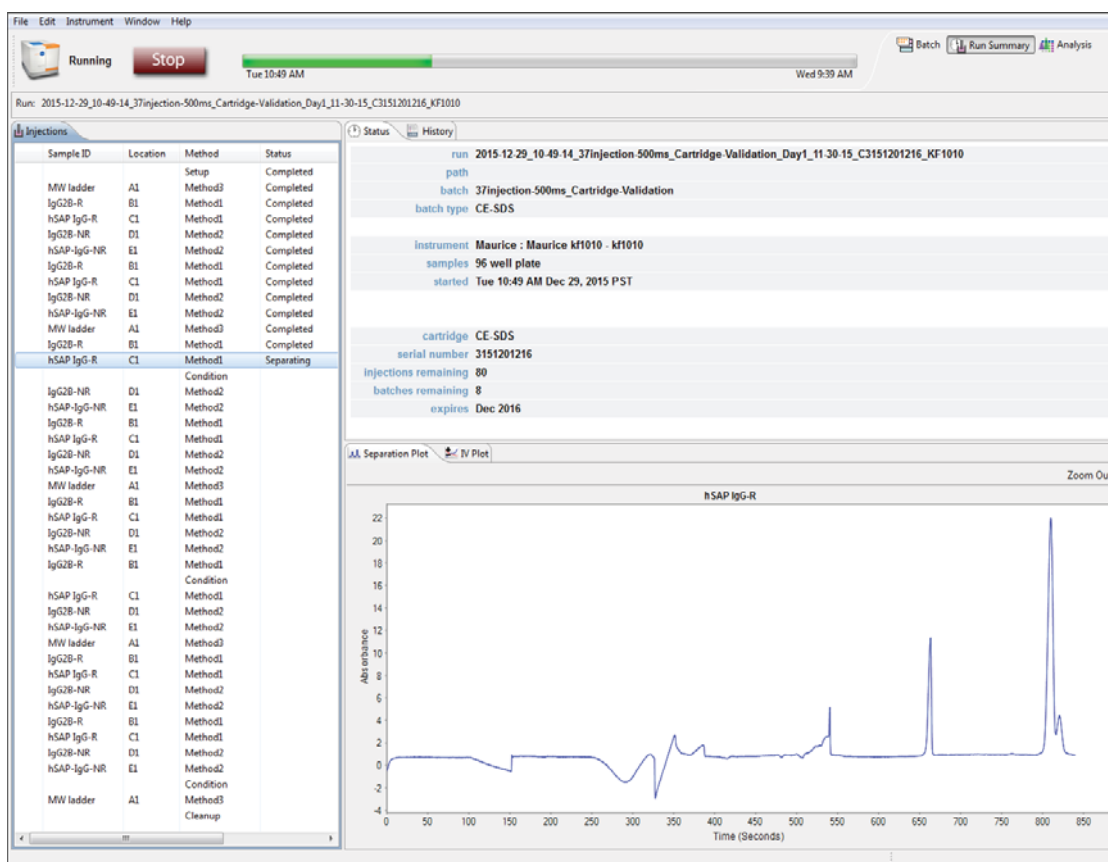 File Edit Instrument Window Help
Running Stop
Tue 10:49 AM Wed 9:39 AM
Batch Run Summary Analysis
Run: 2015-12-29_10-49-14_37injection-500ms_Cartridge-Validation_Day1_11-30-15_C3151201216_KF1010
Injections
Sample ID Location Method Status
Setup Completed
MW ladder A1 Method3 Completed
IgG2B-R B1 Method1 Completed
hSAP IgG-R C1 Method1 Completed
IgG2B-NR D1 Method2 Completed
hSAP-IgG-NR E1 Method2 Completed
IgG2B-R B1 Method1 Completed
hSAP IgG-R C1 Method1 Completed
IgG2B-NR D1 Method2 Completed
hSAP-IgG-NR E1 Method2 Completed
MW ladder A1 Method3 Completed
IgG2B-R B1 Method1 Completed
hSAP IgG-R C1 Method1 Separating
Condition
IgG2B-NR D1 Method2
hSAP-IgG-NR E1 Method2
IgG2B-R B1 Method1
hSAP IgG-R C1 Method1
IgG2B-NR D1 Method2
hSAP-IgG-NR E1 Method2
MW ladder A1 Method3
IgG2B-R B1 Method1
hSAP IgG-R C1 Method1
IgG2B-NR D1 Method2
hSAP-IgG-NR E1 Method2
IgG2B-R B1 Method1
Condition
hSAP IgG-R C1 Method1
IgG2B-NR D1 Method2
hSAP-IgG-NR E1 Method2
MW ladder A1 Method3
IgG2B-R B1 Method1
hSAP IgG-R C1 Method1
IgG2B-NR D1 Method2
hSAP-IgG-NR E1 Method2
IgG2B-R B1 Method1
hSAP IgG-R C1 Method1
IgG2B-NR D1 Method2
hSAP-IgG-NR E1 Method2
Condition
MW ladder A1 Method3
Cleanup
Status History
run 2015-12-29_10-49-14_37injection-500ms_Cartridge-Validation_Day1_11-30-15_C3151201216_KF1010
path
batch 37injection-500ms_Cartridge-Validation
batch type CE-SDS
instrument Maurice : Maurice kf1010 - kf1010
samples 96 well plate
started Tue 10:49 AM Dec 29, 2015 PST
cartridge CE-SDS
serial number 3151201216
injections remaining 80
batches remaining 8
expires Dec 2016
Separation Plot IV Plot
Zoom Ou
hSAP IgG-R
22
20
18
16
14
12
10
8
6
4
2
0
-2
-4
Absorbance
0 50 100 150 200 250 300 350 400 450 500 550 600 650 700 750 800 850
Time (Seconds)